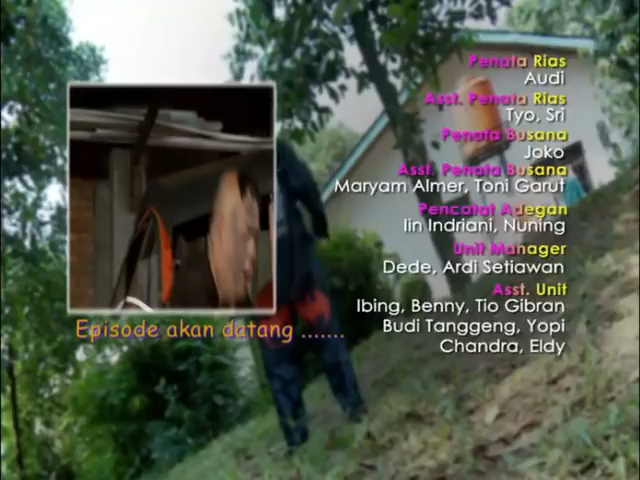 Penata Rias
Audi
Asst. Penata Rias
Tyo, Sri
Penata Busana
Joko
Asst. Penata Busana
Maryam Almer, Toni Garut
Pencatat Adegan
Iin Indriani, Nuning
Unit Manager
Dede, Ardi Setiawan
Asst. Unit
Ibing, Benny, Tio Gibran
Budi Tanggeng, Yopi
Chandra, Eldy
Episode akan datang .......